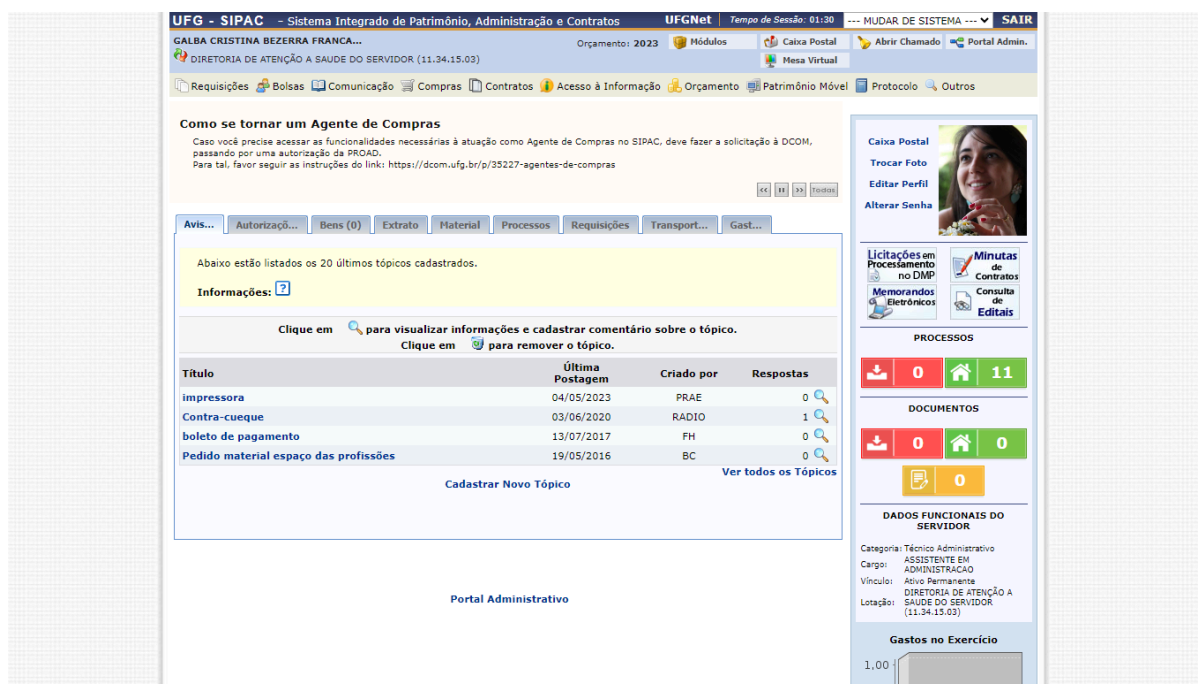 UFG - SIPAC - Sistema Integrado de Patrimônio, Administração e Contratos
UFGNet
Tempo de Sessão: 01:30
--- MUDAR DE SISTEMA ---
SAIR
GALBA CRISTINA BEZERRA FRANCA...
DIRETORIA DE ATENÇÃO A SAUDE DO SERVIDOR (11.34.15.03)
Orçamento: 2023
Módulos
Caixa Postal
Abrir Chamado
Portal Admin.
Mesa Virtual
Requisições Bolsas Comunicação Compras Contratos Acesso à Informação Orçamento Patrimônio Móvel Protocolo Outros
Como se tornar um Agente de Compras
Caso você precise acessar as funcionalidades necessárias à atuação como Agente de Compras no SIPAC, deve fazer a solicitação à DCOM,
passando por uma autorização da PROAD.
Para tal, favor seguir as instruções do link: https://dcom.ufg.br/p/35227-agentes-de-compras
<< II >> Todas
Avis... Autorizaçõ... Bens (0) Extrato Material Processos Requisições Transport... Gast...
Abaixo estão listados os 20 últimos tópicos cadastrados.
Informações: ?
Clique em para visualizar informações e cadastrar comentário sobre o tópico.
Clique em para remover o tópico.
Título Última Postagem Criado por Respostas
impressora 04/05/2023 PRAE 0
Contra-cueque 03/06/2020 RADIO 1
boleto de pagamento 13/07/2017 FH 0
Pedido material espaço das profissões 19/05/2016 BC 0
Ver todos os Tópicos
Cadastrar Novo Tópico
Portal Administrativo
Caixa Postal
Trocar Foto
Editar Perfil
Alterar Senha
Licitações em
Processamento
no DMP
Minutas
de
Contratos
Memorandos
Eletrônicos
Consulta
de
Editais
PROCESSOS
0 11
DOCUMENTOS
0 0
0
DADOS FUNCIONAIS DO
SERVIDOR
Categoria: Técnico Administrativo
Cargo: ASSISTENTE EM
ADMINISTRACAO
Vínculo: Ativo Permanente
Lotação: DIRETORIA DE ATENÇÃO A
SAUDE DO SERVIDOR
(11.34.15.03)
Gastos no Exercício
1,00